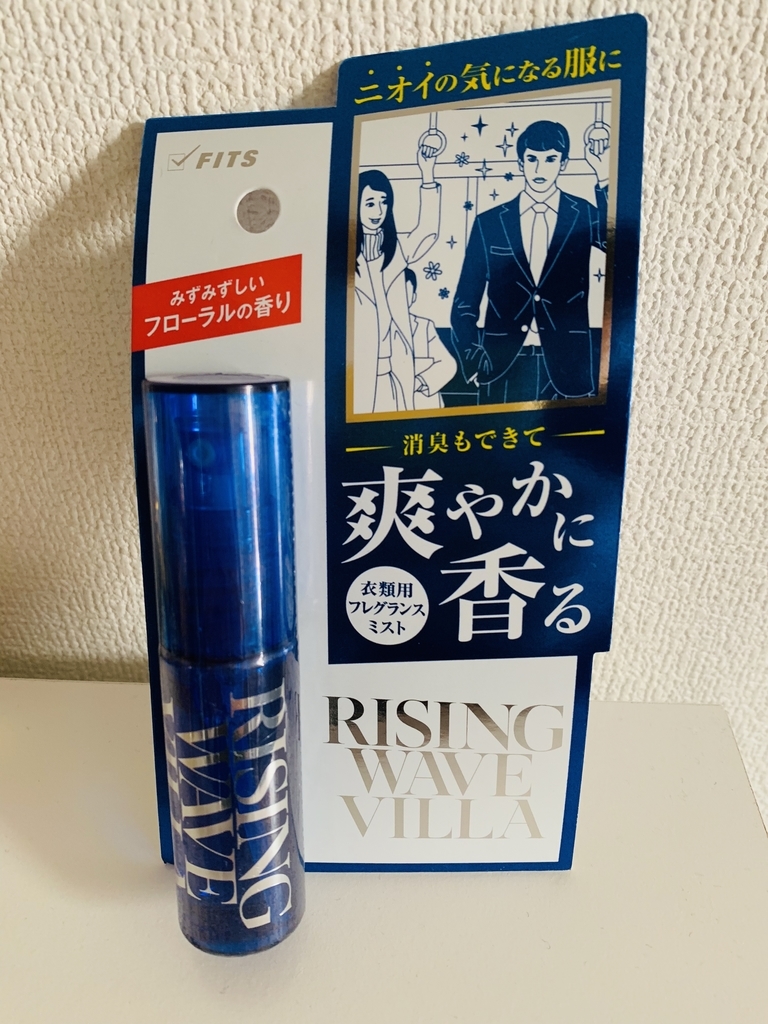 FITS
みずみずしい
フローラルの香り
ニオイの気になる服に
消臭もできて
爽やかに
香る
衣類用
フレグランス
ミスト
RISING
WAVE
VILLA
RISING
WAVE